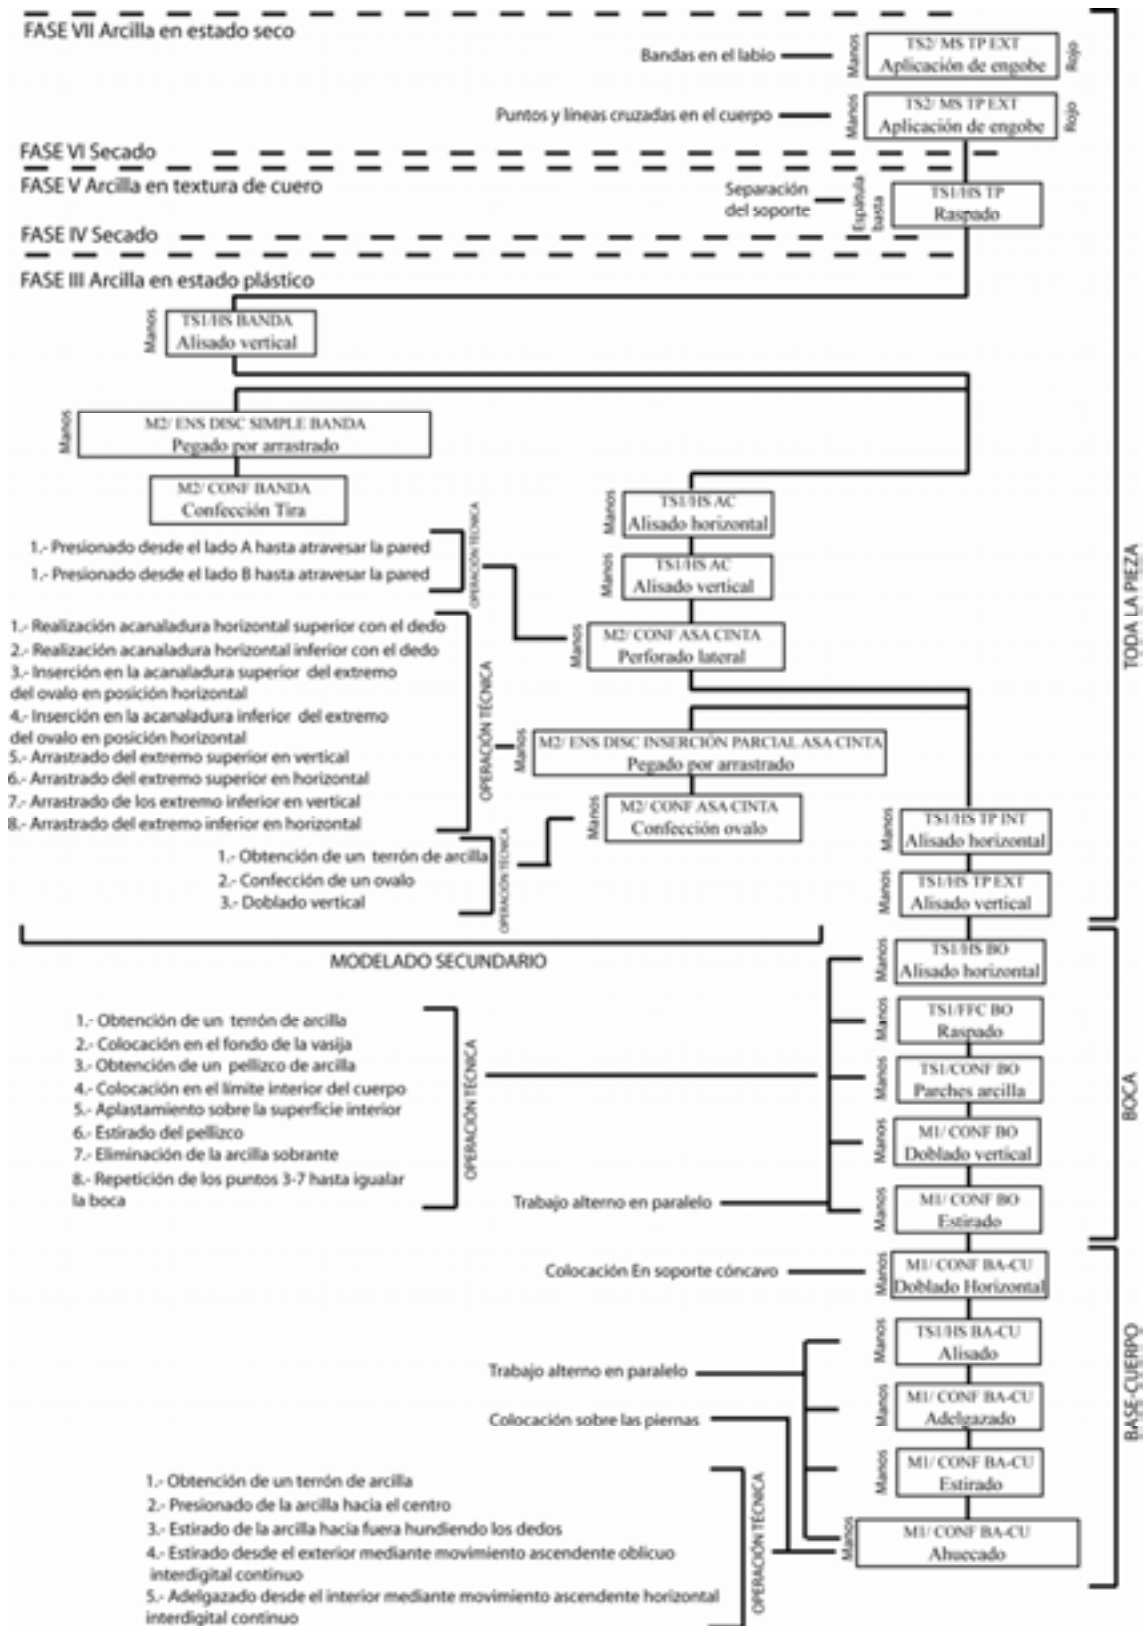 FASE VII Arcilla en estado seco
Bandas en el labio
Manos
TS2/ MS TP EXT
Aplicación de engobe
Rojo
Puntos y líneas cruzadas en el cuerpo
Manos
TS2/ MS TP EXT
Aplicación de engobe
Rojo
FASE VI Secado
FASE V Arcilla en textura de cuero
Separación
del soporte
Espátula
basta
TS1/HS TP
Raspado
FASE IV Secado
FASE III Arcilla en estado plástico
Manos
TS1/HS BANDA
Alisado vertical
Manos
M2/ ENS DISC SIMPLE BANDA
Pegado por arrastrado
M2/ CONF BANDA
Confección Tira
Manos
TS1/HS AC
Alisado horizontal
1.- Presionado desde el lado A hasta atravesar la pared
1.- Presionado desde el lado B hasta atravesar la pared
OPERACIÓN TÉCNICA
Manos
TS1/HS AC
Alisado vertical
Manos
M2/ CONF ASA CINTA
Perforado lateral
1.- Realización acanaladura horizontal superior con el dedo
2.- Realización acanaladura horizontal inferior con el dedo
3.- Inserción en la acanaladura superior del extremo
del ovalo en posición horizontal
4.- Inserción en la acanaladura inferior del extremo
del ovalo en posición horizontal
5.- Arrastrado del extremo superior en vertical
6.- Arrastrado del extremo superior en horizontal
7.- Arrastrado de los extremo inferior en vertical
8.- Arrastrado del extremo inferior en horizontal
OPERACIÓN TÉCNICA
Manos
M2/ ENS DISC INSERCIÓN PARCIAL ASA CINTA
Pegado por arrastrado
Manos
M2/ CONF ASA CINTA
Confección ovalo
1.- Obtención de un terrón de arcilla
2.- Confección de un ovalo
3.- Doblado vertical
OPERACIÓN TÉCNICA
Manos
TS1/HS TP INT
Alisado horizontal
Manos
TS1/HS TP EXT
Alisado vertical
TODA LA PIEZA
MODELADO SECUNDARIO
Manos
TS1/HS BO
Alisado horizontal
Manos
TS1/FFC BO
Raspado
Manos
TS1/CONF BO
Parches arcilla
Manos
M1/ CONF BO
Doblado vertical
Manos
M1/ CONF BO
Estirado
1.- Obtención de un terrón de arcilla
2.- Colocación en el fondo de la vasija
3.- Obtención de un pellizco de arcilla
4.- Colocación en el límite interior del cuerpo
5.- Aplastamiento sobre la superficie interior
6.- Estirado del pellizco
7.- Eliminación de la arcilla sobrante
8.- Repetición de los puntos 3-7 hasta igualar
la boca
OPERACIÓN TÉCNICA
Trabajo alterno en paralelo
BOCA
Colocación En soporte cóncavo
Manos
M1/ CONF BA-CU
Doblado Horizontal
Manos
TS1/HS BA-CU
Alisado
Trabajo alterno en paralelo
Manos
M1/ CONF BA-CU
Adelgazado
Colocación sobre las piernas
Manos
M1/ CONF BA-CU
Estirado
Manos
M1/ CONF BA-CU
Ahuecado
BASE-CUERPO
1.- Obtención de un terrón de arcilla
2.- Presionado de la arcilla hacia el centro
3.- Estirado de la arcilla hacia fuera hundiendo los dedos
4.- Estirado desde el exterior mediante movimiento ascendente oblicuo
interdigital continuo
5.- Adelgazado desde el interior mediante movimiento ascendente horizontal
interdigital continuo
OPERACIÓN TÉCNICA